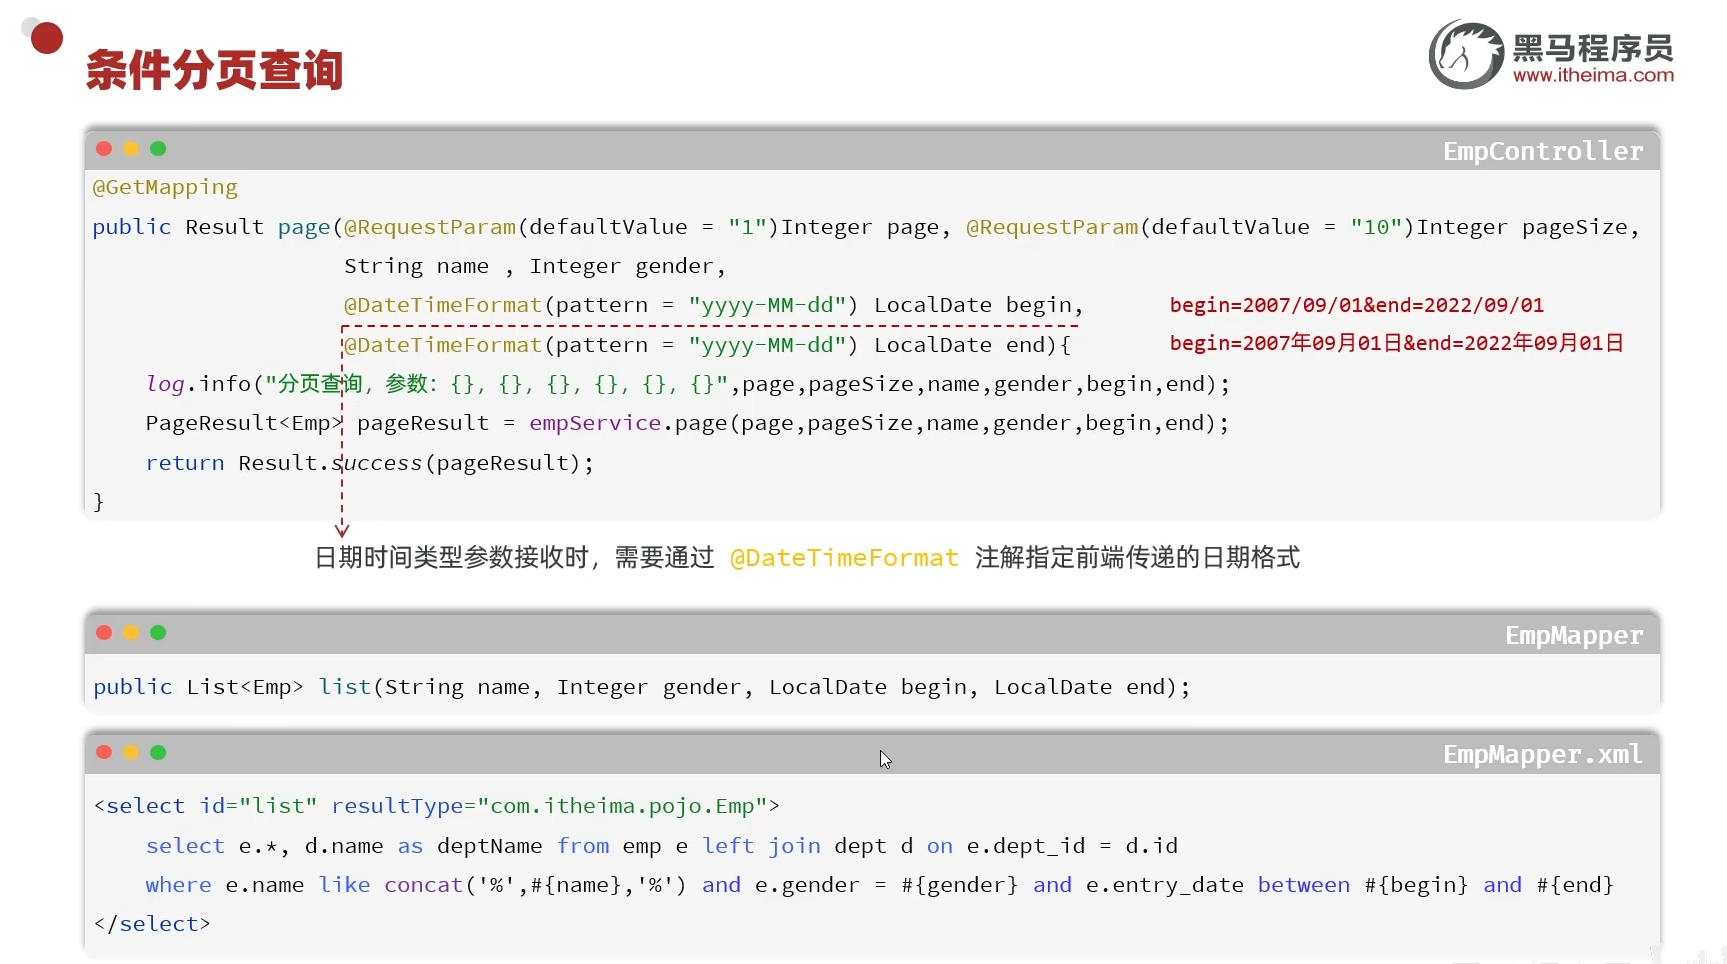 条件分页查询
黑马程序员
www.itheima.com
EmpController
@GetMapping
public Result page(@RequestParam(defaultValue = "1")Integer page, @RequestParam(defaultValue = "10")Integer pageSize,
String name , Integer gender,
@DateTimeFormat(pattern = "yyyy-MM-dd") LocalDate begin,
begin=2007/09/01&end=2022/09/01
@DateTimeFormat(pattern = "yyyy-MM-dd") LocalDate end){
begin=2007年09月01日&end=2022年09月01日
log.info("分页查询, 参数: {}, {}, {}, {}, {}, {}",page,pageSize,name,gender,begin,end);
PageResult<Emp> pageResult = empService.page(page,pageSize,name,gender,begin,end);
return Result.success(pageResult);
}
日期时间类型参数接收时，需要通过 @DateTimeFormat 注解指定前端传递的日期格式
EmpMapper
public List<Emp> list(String name, Integer gender, LocalDate begin, LocalDate end);
EmpMapper.xml
<select id="list" resultType="com.itheima.pojo.Emp">
select e.*, d.name as deptName from emp e left join dept d on e.dept_id = d.id
where e.name like concat('%',#{name},'%') and e.gender = #{gender} and e.entry_date between #{begin} and #{end}
</select>